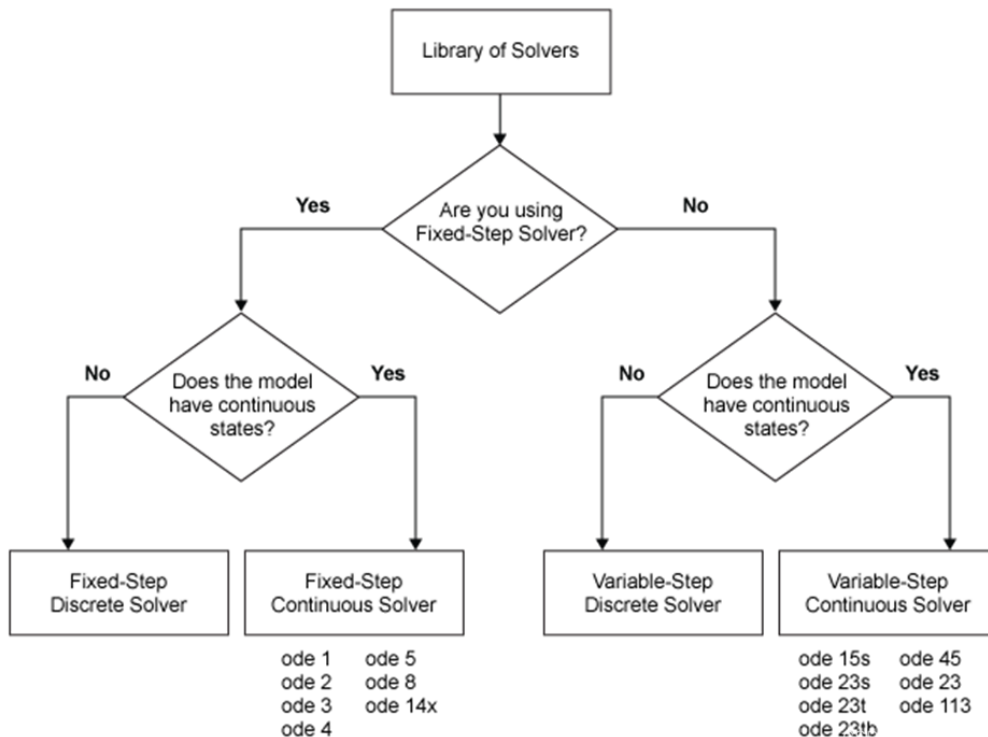 Library of Solvers
Yes
Are you using
Fixed-Step Solver?
No
No
Does the model
have continuous
states?
Yes
No
Does the model
have continuous
states?
Yes
Fixed-Step
Discrete Solver
Fixed-Step
Continuous Solver
Variable-Step
Discrete Solver
Variable-Step
Continuous Solver
ode 1 ode 5
ode 2 ode 8
ode 3 ode 14x
ode 4
ode 15s ode 45
ode 23s ode 23
ode 23t ode 113
ode 23tb